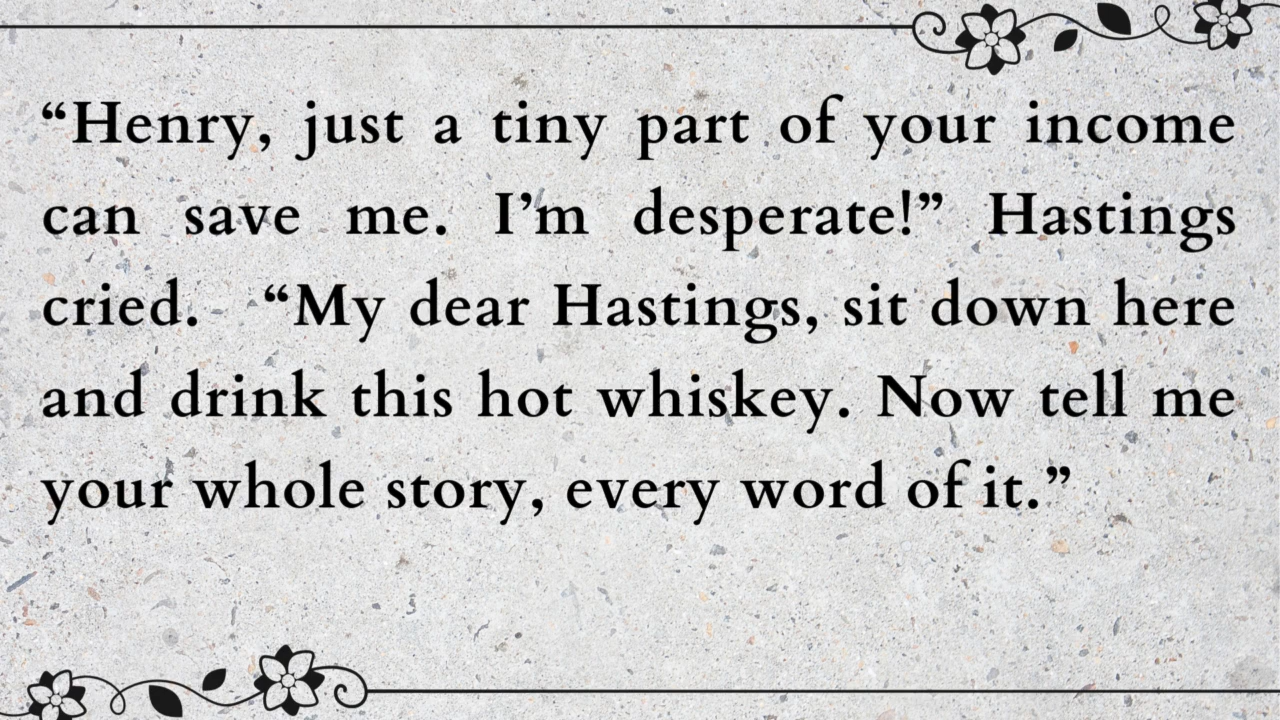 “Henry, just a tiny part of your income
can save me. I’m desperate!” Hastings
cried. “My dear Hastings, sit down here
and drink this hot whiskey. Now tell me
your whole story, every word of it.”